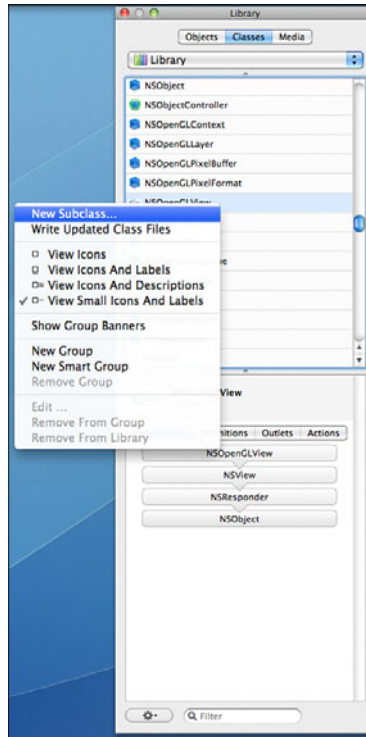 Library
Objects Classes Media
Library
NSObject
NSObjectController
NSOpenGLContext
NSOpenGLLayer
NSOpenGLPixelBuffer
NSOpenGLPixelFormat
NSOpenGLView
New Subclass...
Write Updated Class Files
View Icons
View Icons And Labels
View Icons And Descriptions
✓ View Small Icons And Labels
Show Group Banners
New Group
New Smart Group
Remove Group
Edit ...
Remove From Group
Remove From Library
View
nitions Outlets Actions
NSOpenGLView
NSView
NSResponder
NSObject
Filter